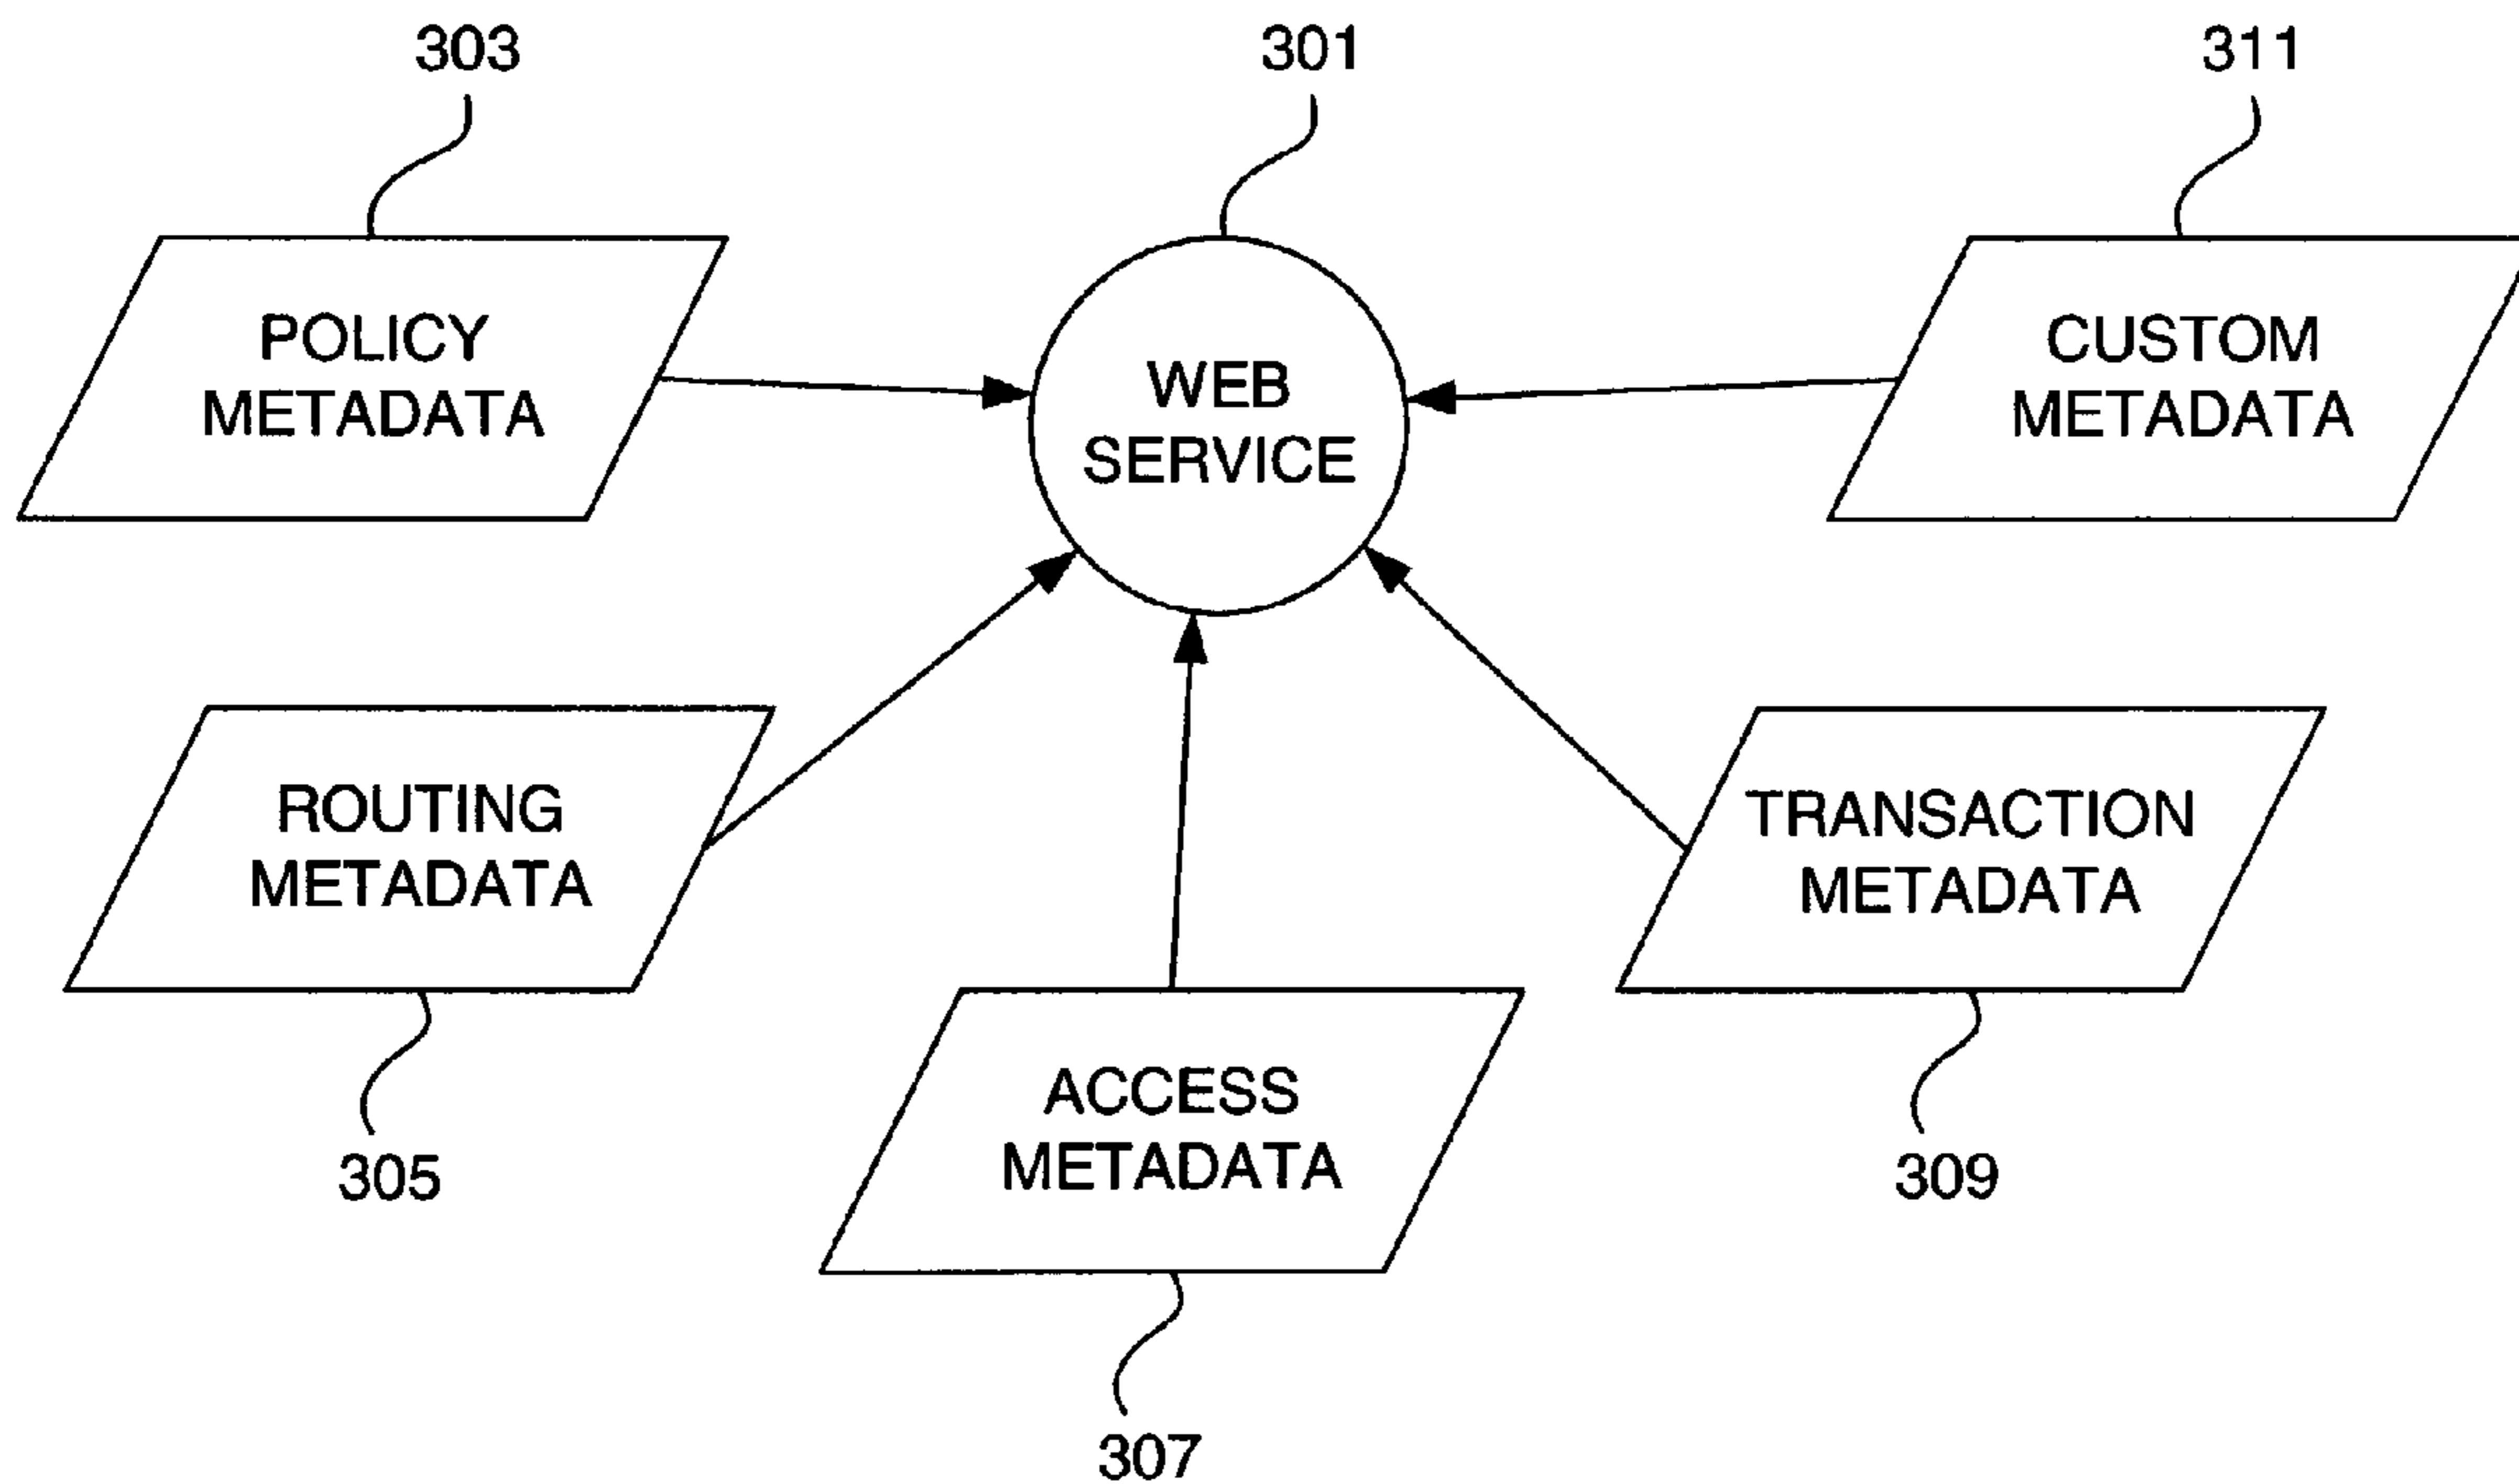 303
301
311
POLICY
METADATA
WEB
SERVICE
CUSTOM
METADATA
ROUTING
METADATA
TRANSACTION
METADATA
ACCESS
METADATA
305
309
307